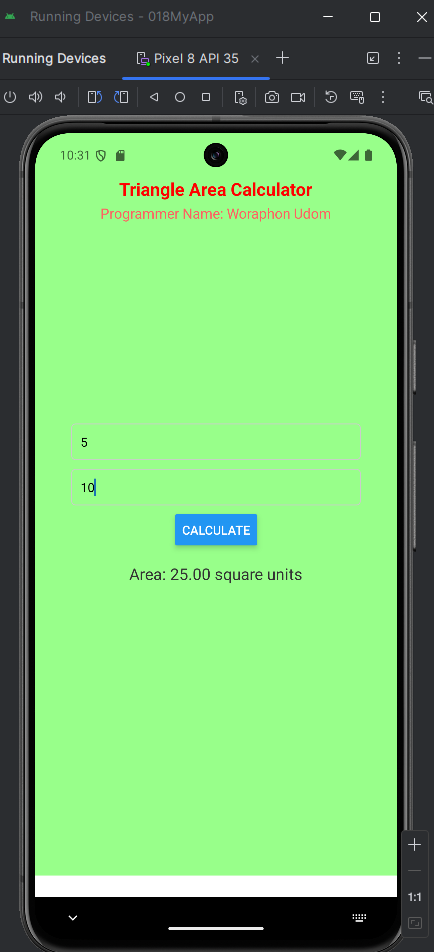 Running Devices - 018MyApp
Running Devices
Pixel 8 API 35
10:31
Triangle Area Calculator
Programmer Name: Woraphon Udom
5
10
CALCULATE
Area: 25.00 square units
1:1